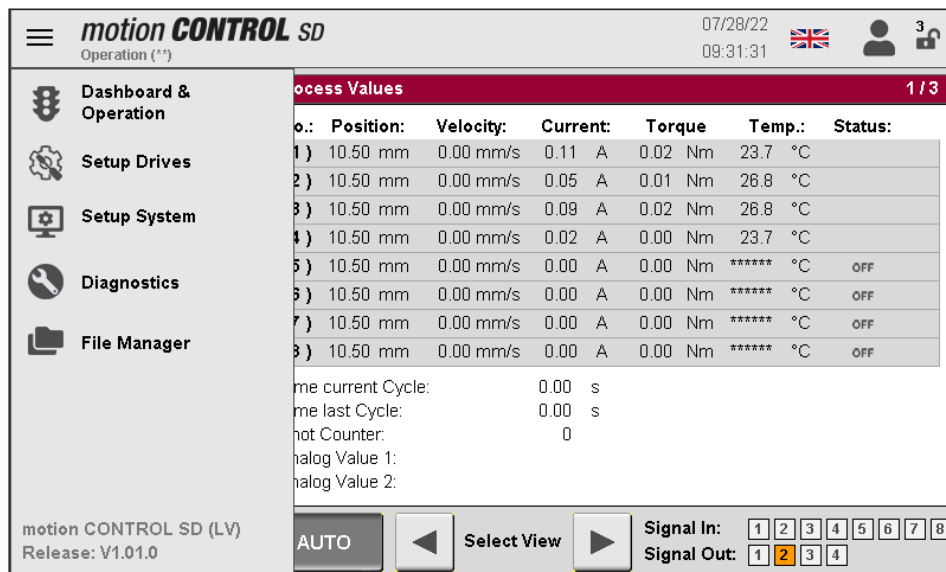 motion CONTROL SD
Operation (**)
07/28/22
09:31:31
3
Dashboard &
Operation
Setup Drives
Setup System
Diagnostics
File Manager
motion CONTROL SD (LV)
Release: V1.01.0
ocess Values 1 / 3
o.: Position: Velocity: Current: Torque Temp.: Status:
1 ) 10.50 mm 0.00 mm/s 0.11 A 0.02 Nm 23.7 °C
2 ) 10.50 mm 0.00 mm/s 0.05 A 0.01 Nm 26.8 °C
3 ) 10.50 mm 0.00 mm/s 0.09 A 0.02 Nm 26.8 °C
4 ) 10.50 mm 0.00 mm/s 0.02 A 0.00 Nm 23.7 °C
5 ) 10.50 mm 0.00 mm/s 0.00 A 0.00 Nm ****** °C OFF
6 ) 10.50 mm 0.00 mm/s 0.00 A 0.00 Nm ****** °C OFF
7 ) 10.50 mm 0.00 mm/s 0.00 A 0.00 Nm ****** °C OFF
8 ) 10.50 mm 0.00 mm/s 0.00 A 0.00 Nm ****** °C OFF
me current Cycle: 0.00 s
me last Cycle: 0.00 s
hot Counter: 0
nalog Value 1:
nalog Value 2:
AUTO
Select View
Signal In: 1 2 3 4 5 6 7 8
Signal Out: 1 2 3 4